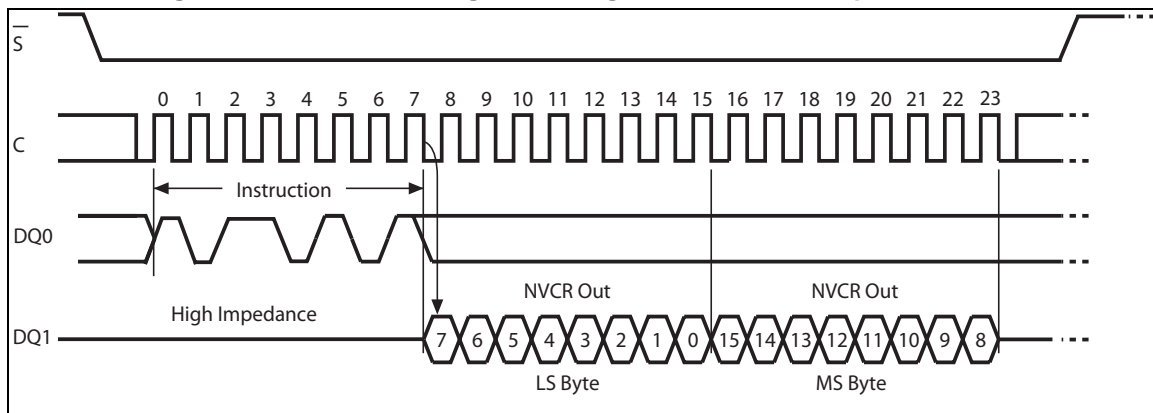 S
0 1 2 3 4 5 6 7 8 9 10 11 12 13 14 15 16 17 18 19 20 21 22 23
C
Instruction
DQ0
NVCR Out NVCR Out
High Impedance
DQ1
7 6 5 4 3 2 1 0 15 14 13 12 11 10 9 8
LS Byte MS Byte